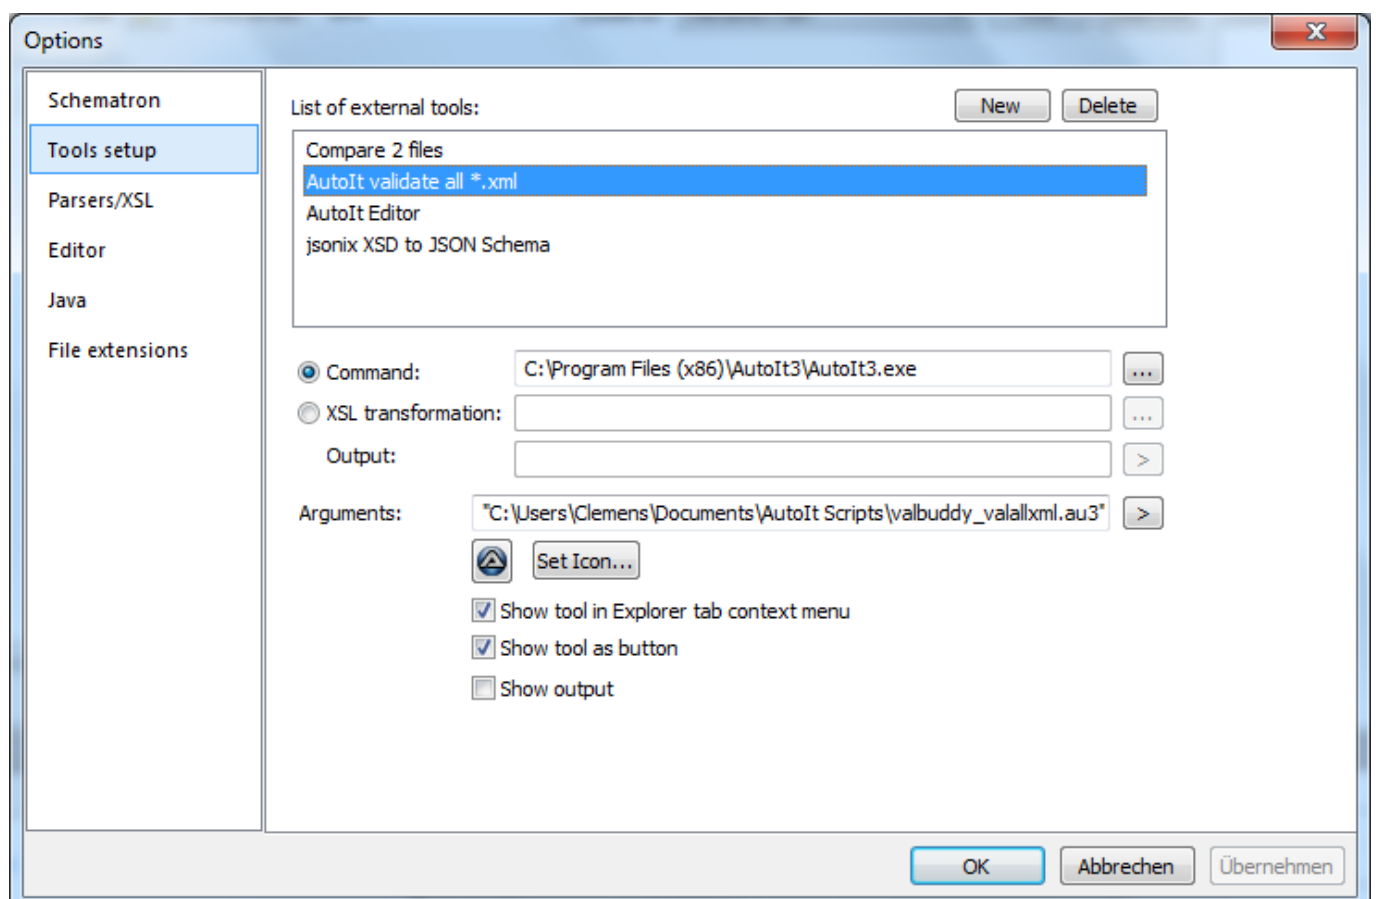 Options
Schematron
Tools setup
Parsers/XSL
Editor
Java
File extensions
List of external tools:
New
Delete
Compare 2 files
AutoIt validate all *.xml
AutoIt Editor
jsonix XSD to JSON Schema
Command:
C:\Program Files (x86)\AutoIt3\AutoIt3.exe
...
XSL transformation:
...
Output:
>
Arguments:
"C:\Users\Clemens\Documents\AutoIt Scripts\valbuddy_valallxml.au3"
>
Set Icon...
Show tool in Explorer tab context menu
Show tool as button
Show output
OK
Abbrechen
Übernehmen